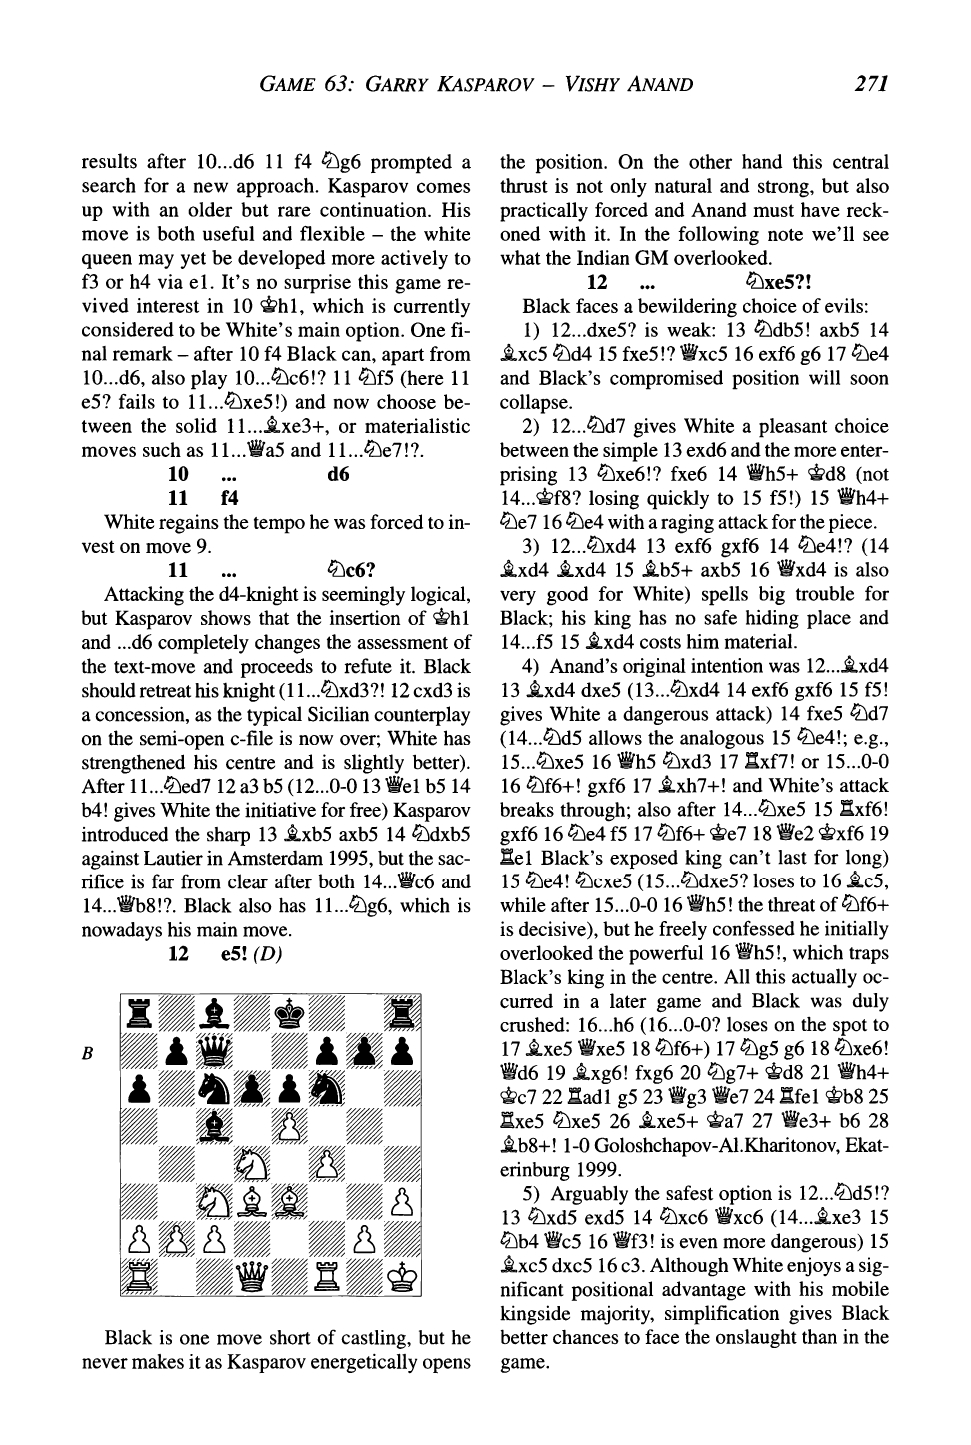 GAME 63: GARRY KASPAROV – VISHY ANAND 271
results after 10...d6 11 f4 ♘g6 prompted a
search for a new approach. Kasparov comes
up with an older but rare continuation. His
move is both useful and flexible – the white
queen may yet be developed more actively to
f3 or h4 via e1. It's no surprise this game re-
vived interest in 10 ♔h1, which is currently
considered to be White's main option. One fi-
nal remark – after 10 f4 Black can, apart from
10...d6, also play 10...♘c6!? 11 ♘f5 (here 11
e5? fails to 11...♘xe5!) and now choose be-
tween the solid 11...♗xe3+, or materialistic
moves such as 11...♕a5 and 11...♘e7!?.
10 ... d6
11 f4
White regains the tempo he was forced to in-
vest on move 9.
11 ... ♘c6?
Attacking the d4-knight is seemingly logical,
but Kasparov shows that the insertion of ♔h1
and ...d6 completely changes the assessment of
the text-move and proceeds to refute it. Black
should retreat his knight (11...♘xd3?! 12 cxd3 is
a concession, as the typical Sicilian counterplay
on the semi-open c-file is now over; White has
strengthened his centre and is slightly better).
After 11...♘ed7 12 a3 b5 (12...0-0 13 ♕e1 b5 14
b4! gives White the initiative for free) Kasparov
introduced the sharp 13 ♗xb5 axb5 14 ♘dxb5
against Lautier in Amsterdam 1995, but the sac-
rifice is far from clear after both 14...♕c6 and
14...♕b8!?. Black also has 11...♘g6, which is
nowadays his main move.
12 e5! (D)
B
Black is one move short of castling, but he
never makes it as Kasparov energetically opens
the position. On the other hand this central
thrust is not only natural and strong, but also
practically forced and Anand must have reck-
oned with it. In the following note we'll see
what the Indian GM overlooked.
12 ... ♘xe5?!
Black faces a bewildering choice of evils:
1) 12...dxe5? is weak: 13 ♘db5! axb5 14
♗xc5 ♘d4 15 fxe5!? ♕xc5 16 exf6 g6 17 ♘e4
and Black's compromised position will soon
collapse.
2) 12...♘d7 gives White a pleasant choice
between the simple 13 exd6 and the more enter-
prising 13 ♘xe6!? fxe6 14 ♕h5+ ♔d8 (not
14...♔f8? losing quickly to 15 f5!) 15 ♕h4+
♘e7 16 ♘e4 with a raging attack for the piece.
3) 12...♘xd4 13 exf6 gxf6 14 ♘e4!? (14
♗xd4 ♗xd4 15 ♗b5+ axb5 16 ♕xd4 is also
very good for White) spells big trouble for
Black; his king has no safe hiding place and
14...f5 15 ♗xd4 costs him material.
4) Anand's original intention was 12...♗xd4
13 ♗xd4 dxe5 (13...♘xd4 14 exf6 gxf6 15 f5!
gives White a dangerous attack) 14 fxe5 ♘d7
(14...♘d5 allows the analogous 15 ♘e4!; e.g.,
15...♘xe5 16 ♕h5 ♘xd3 17 ♖xf7! or 15...0-0
16 ♘f6+! gxf6 17 ♗xh7+! and White's attack
breaks through; also after 14...♘xe5 15 ♖xf6!
gxf6 16 ♘e4 f5 17 ♘f6+ ♔e7 18 ♕e2 ♔xf6 19
♖e1 Black's exposed king can't last for long)
15 ♘e4! ♘cxe5 (15...♘dxe5? loses to 16 ♗c5,
while after 15...0-0 16 ♕h5! the threat of ♘f6+
is decisive), but he freely confessed he initially
overlooked the powerful 16 ♕h5!, which traps
Black's king in the centre. All this actually oc-
curred in a later game and Black was duly
crushed: 16...h6 (16...0-0? loses on the spot to
17 ♗xe5 ♕xe5 18 ♘f6+) 17 ♘g5 g6 18 ♘xe6!
♕d6 19 ♗xg6! fxg6 20 ♘g7+ ♔d8 21 ♕h4+
♔c7 22 ♖ad1 g5 23 ♕g3 ♕e7 24 ♖fe1 ♔b8 25
♖xe5 ♘xe5 26 ♗xe5+ ♔a7 27 ♕e3+ b6 28
♗b8+! 1-0 Goloshchapov-Al.Kharitonov, Ekat-
erinburg 1999.
5) Arguably the safest option is 12...♘d5!?
13 ♘xd5 exd5 14 ♘xc6 ♕xc6 (14...♗xe3 15
♘b4 ♕c5 16 ♕f3! is even more dangerous) 15
♗xc5 dxc5 16 c3. Although White enjoys a sig-
nificant positional advantage with his mobile
kingside majority, simplification gives Black
better chances to face the onslaught than in the
game.